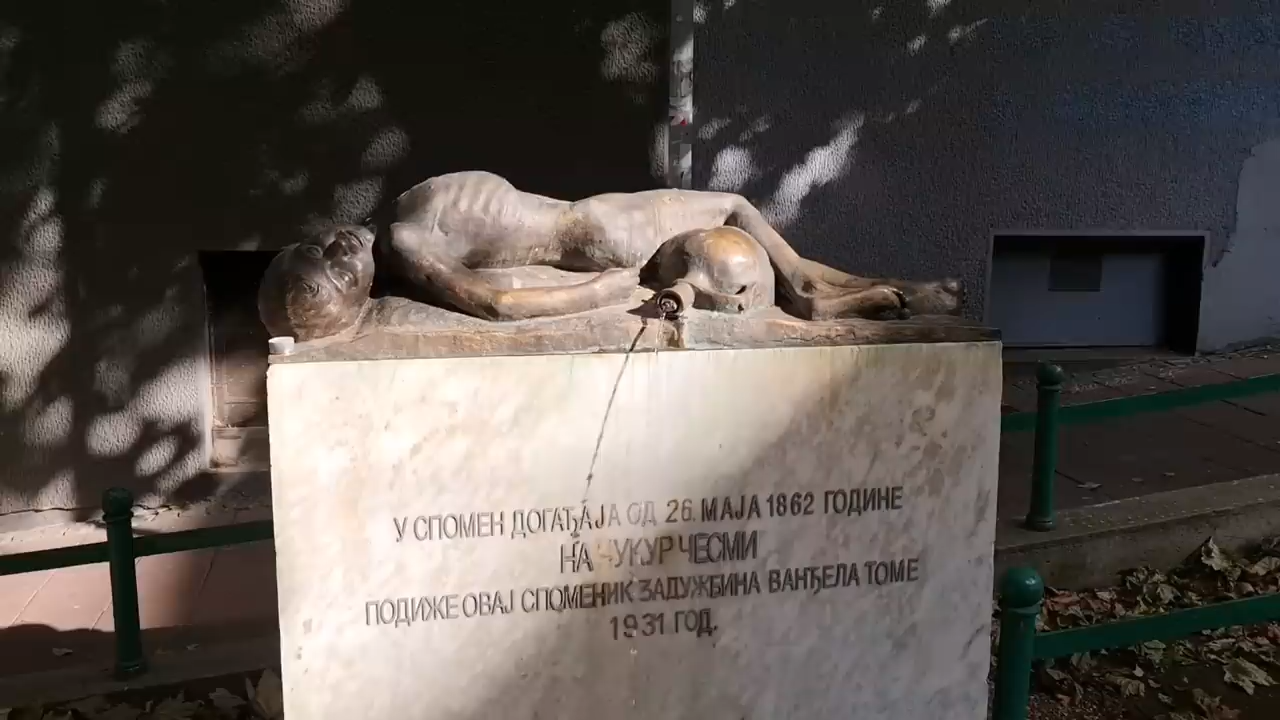 У СПОМЕН ДОГАЂАЈА ОД 26. МАЈА 1862 ГОДИНЕ
НА ЧУКУР ЧЕСМИ
ПОДИЖЕ ОВАЈ СПОМЕНИК ЗАДУЖБИНА ВАНЂЕЛА ТОМЕ
1931 ГОД.